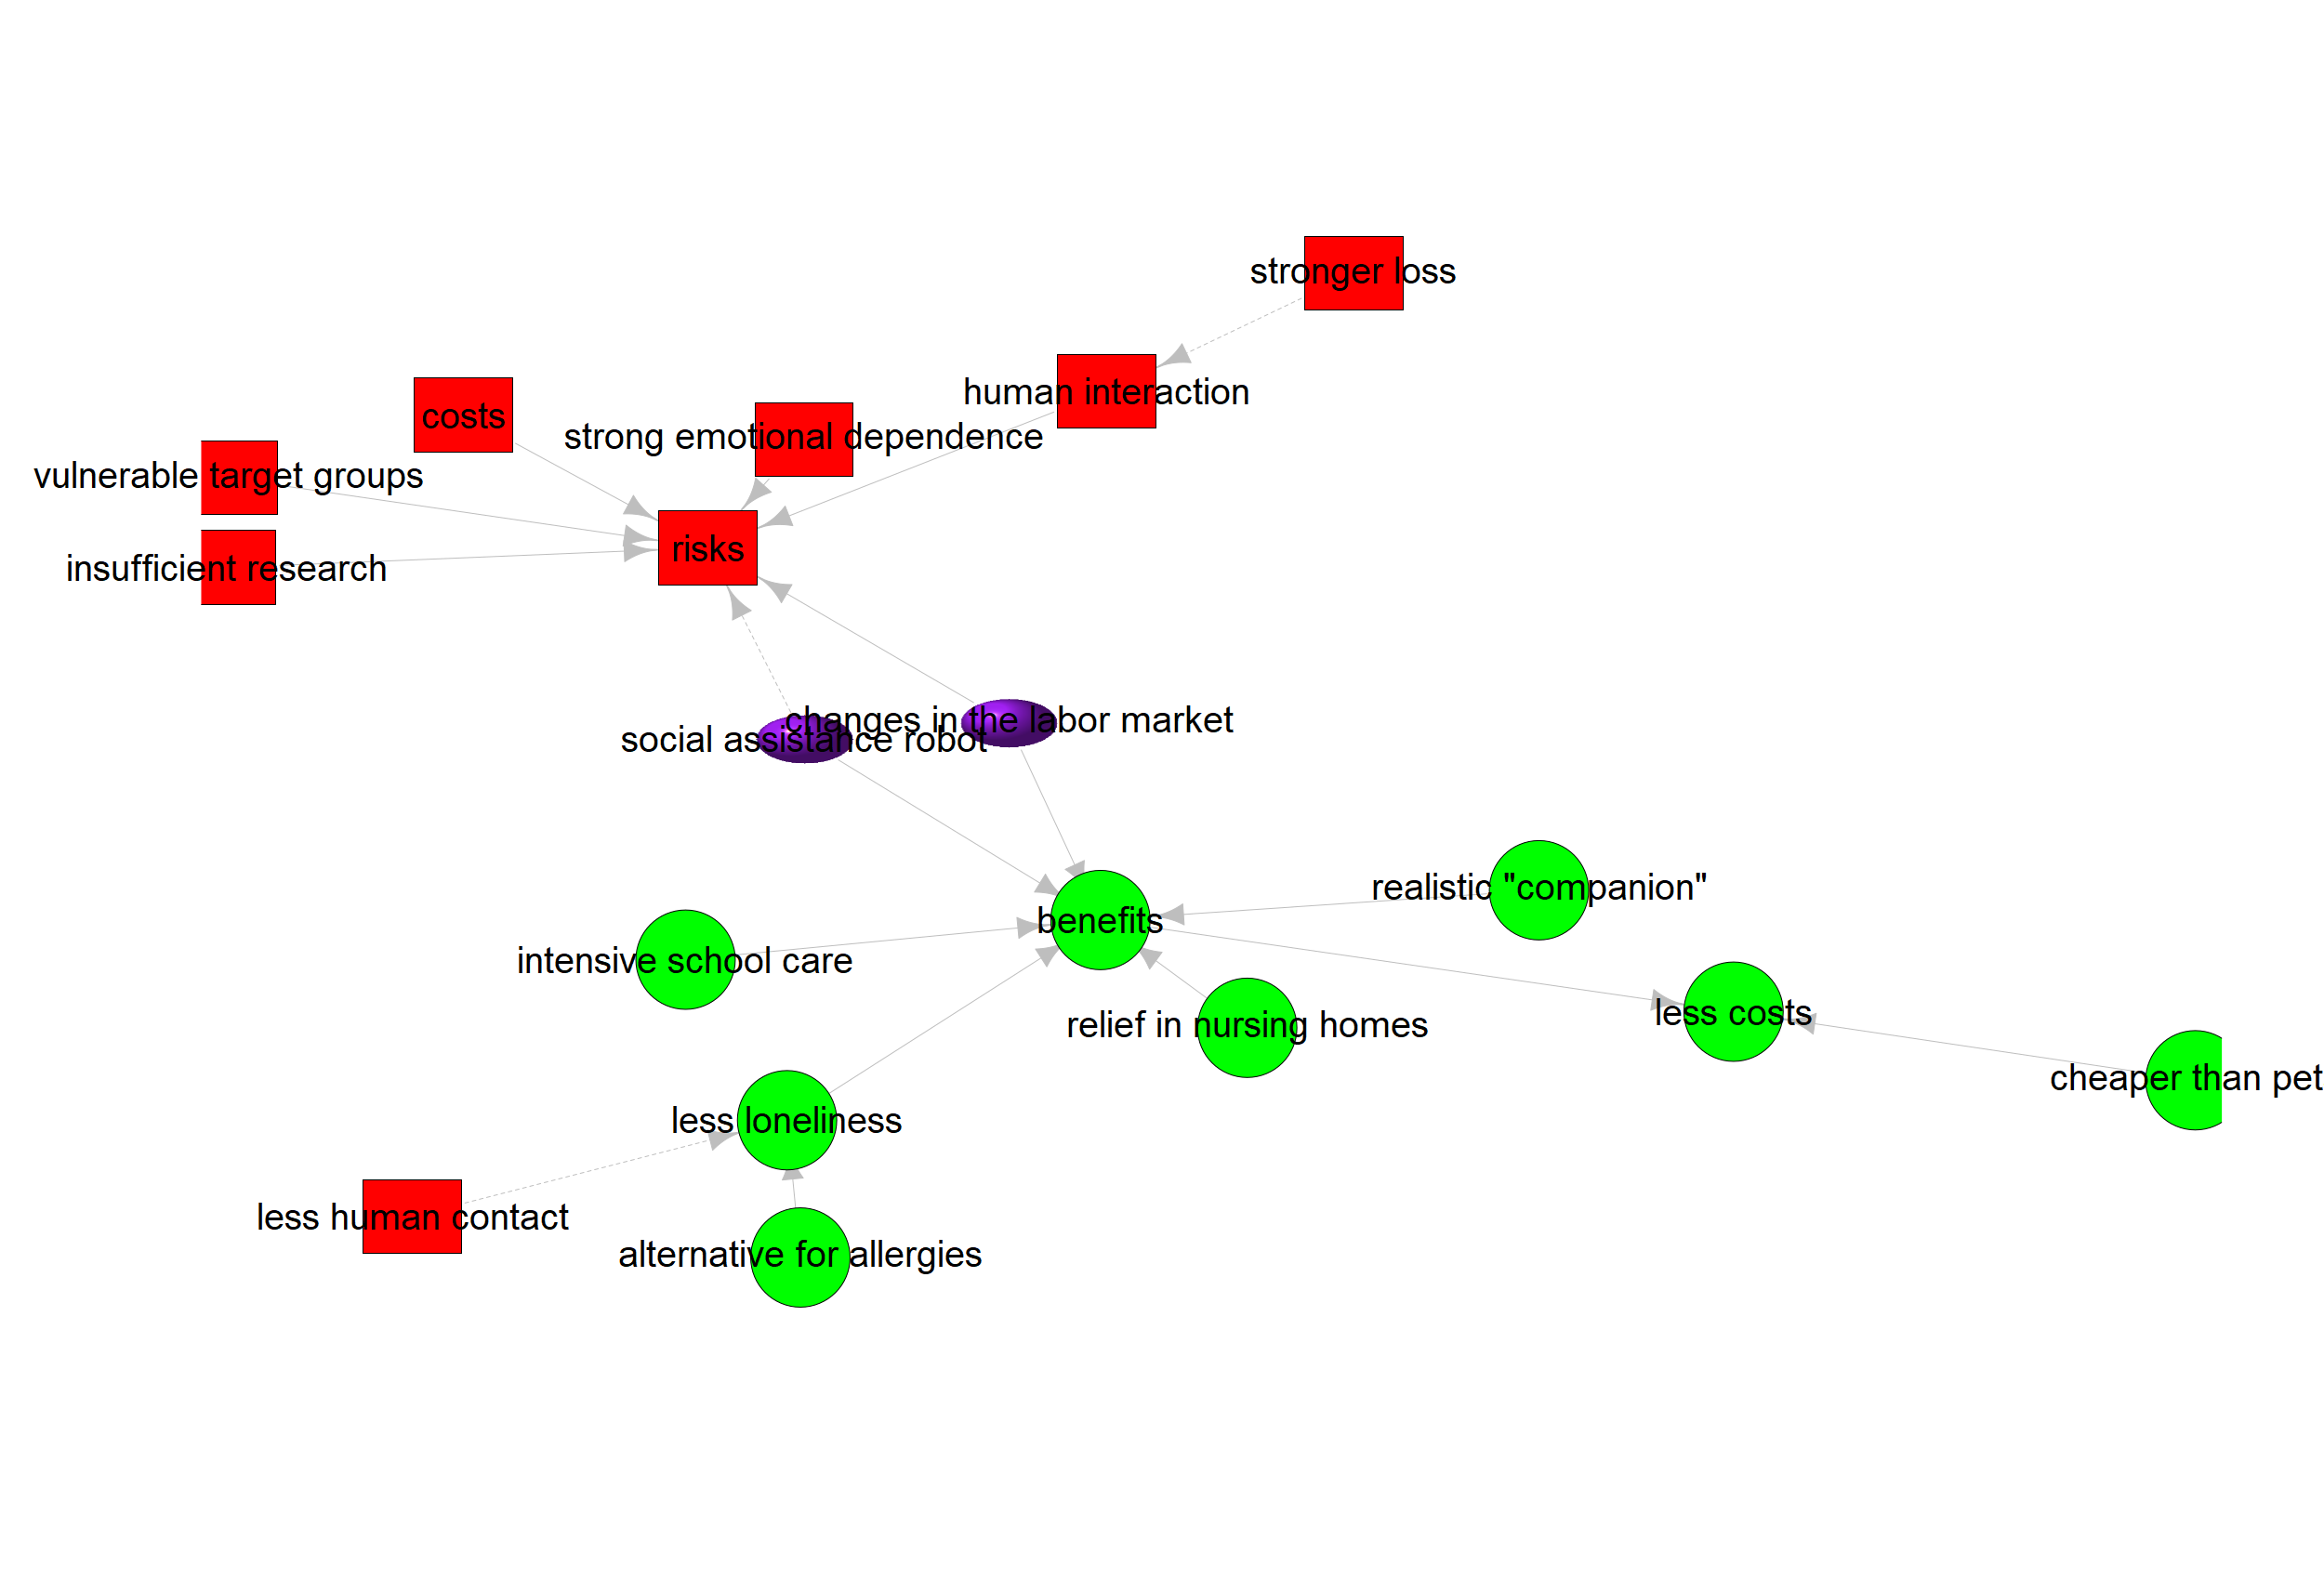 stronger loss
human interaction
costs
strong emotional dependence
vulnerable target groups
risks
insufficient research
changes in the labor market
social assistance robot
realistic "companion"
benefits
intensive school care
less costs
relief in nursing homes
cheaper than pet
less loneliness
less human contact
alternative for allergies